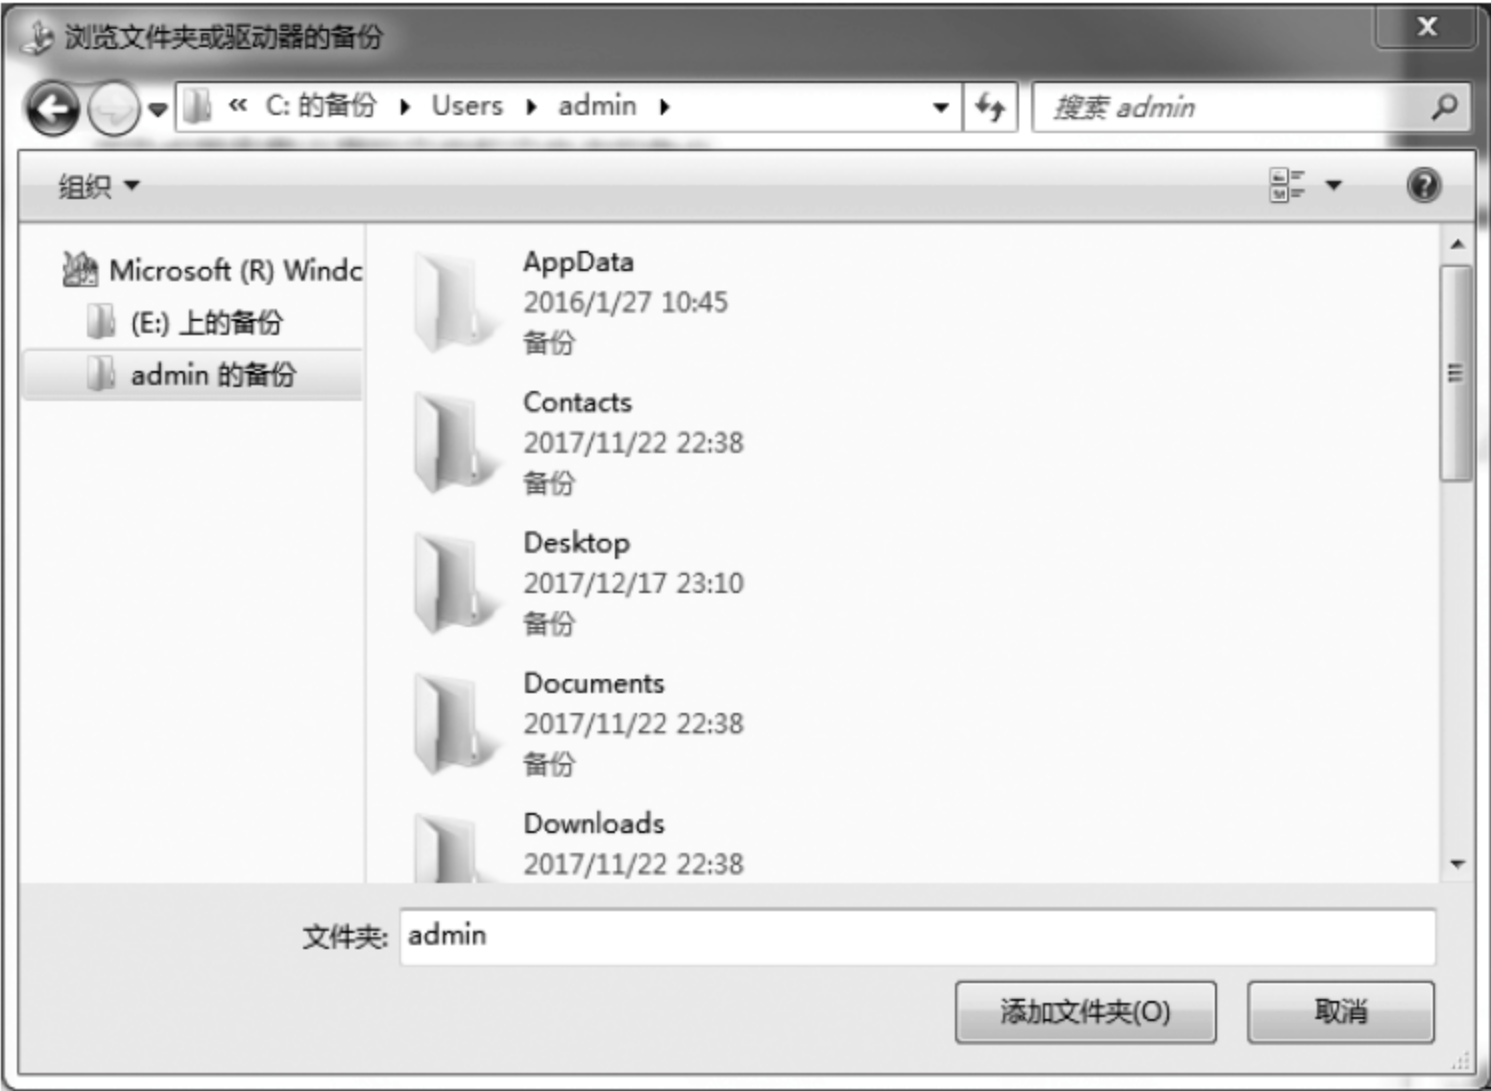 浏览文件夹或驱动器的备份
« C: 的备份 Users admin
搜索 admin
组织
Microsoft (R) Windc
(E:) 上的备份
admin 的备份
AppData
2016/1/27 10:45
备份
Contacts
2017/11/22 22:38
备份
Desktop
2017/12/17 23:10
备份
Documents
2017/11/22 22:38
备份
Downloads
2017/11/22 22:38
文件夹: admin
添加文件夹(O)
取消